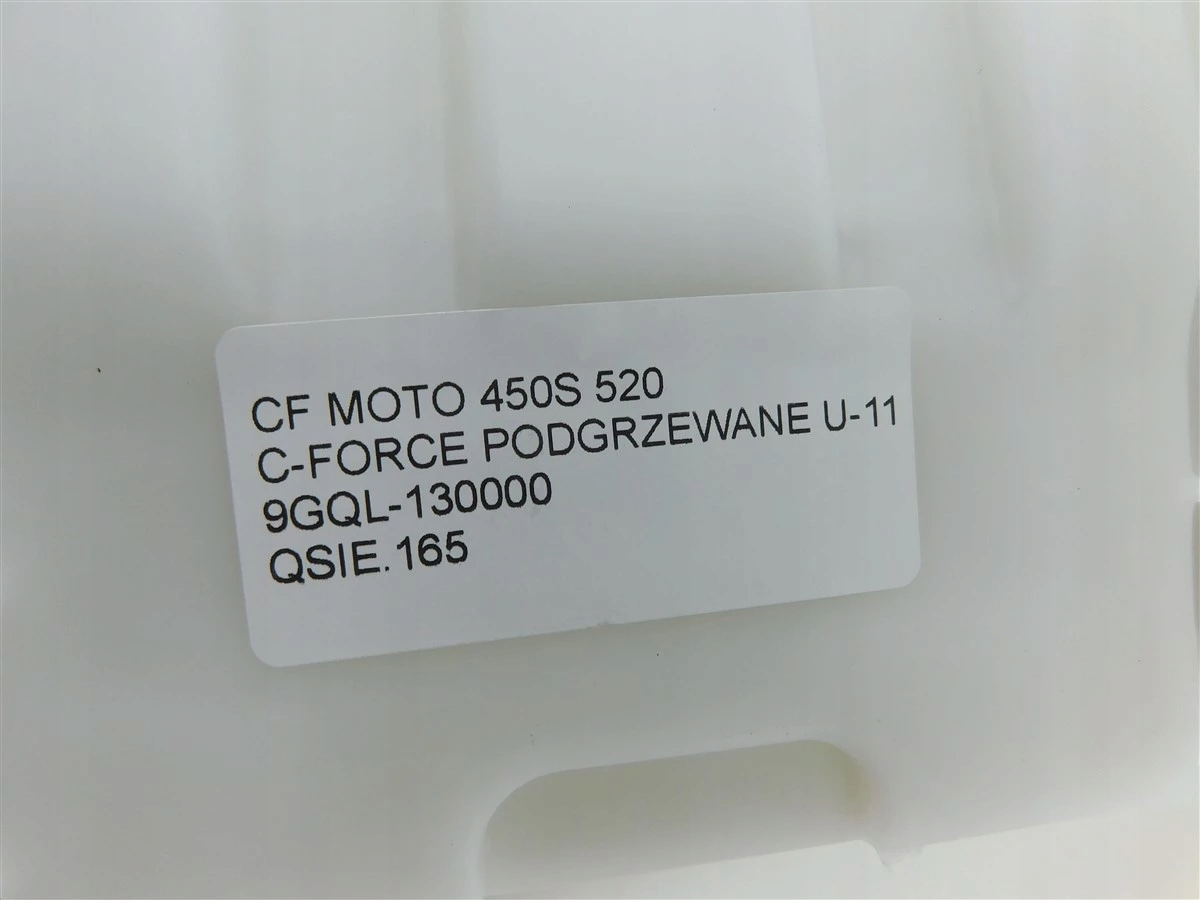 CF MOTO 450S 520
C-FORCE PODGRZEWANE U-11
9GQL-130000
QSIE.165